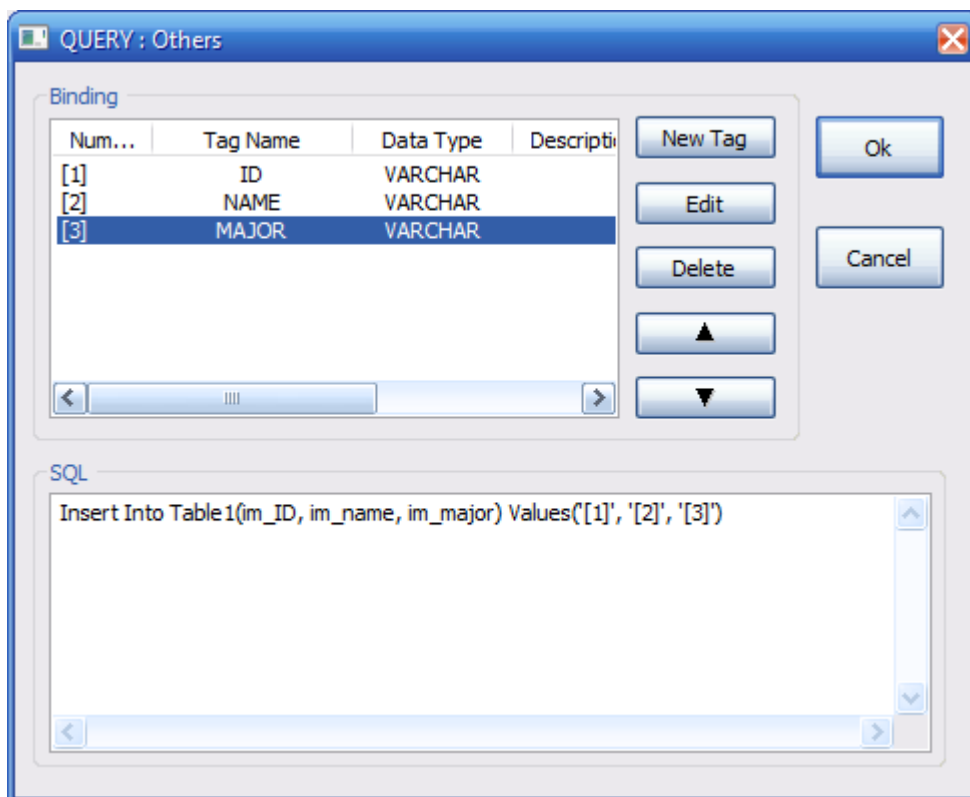 QUERY : Others
Binding
Num... Tag Name Data Type Descripti
[1] ID VARCHAR
[2] NAME VARCHAR
[3] MAJOR VARCHAR
New Tag
Edit
Delete
Ok
Cancel
SQL
Insert Into Table1(im_ID, im_name, im_major) Values('[1]', '[2]', '[3]')